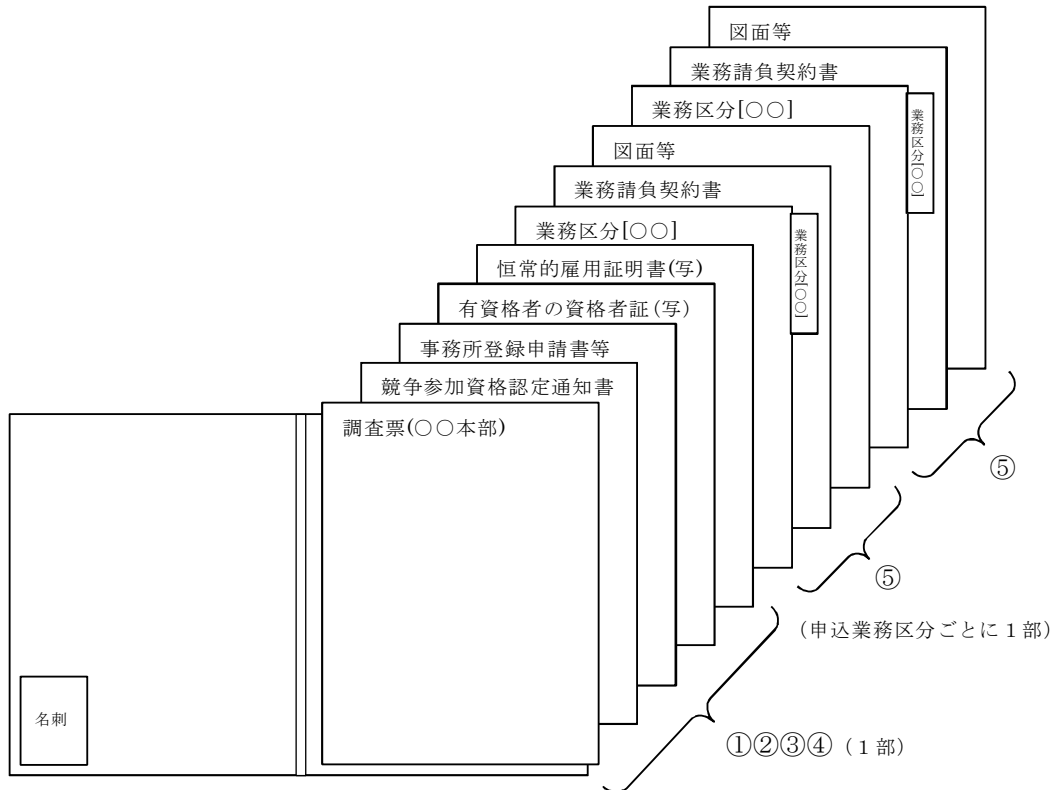 図面等
業務請負契約書
業務区分[○○]
業務区分[○○]
図面等
業務請負契約書
業務区分[○○]
業務区分[○○]
恒常的雇用証明書(写)
有資格者の資格者証(写)
事務所登録申請書等
競争参加資格認定通知書
調査票(○○本部)
⑤
⑤
(申込業務区分ごとに1部)
名刺
①②③④(1部)